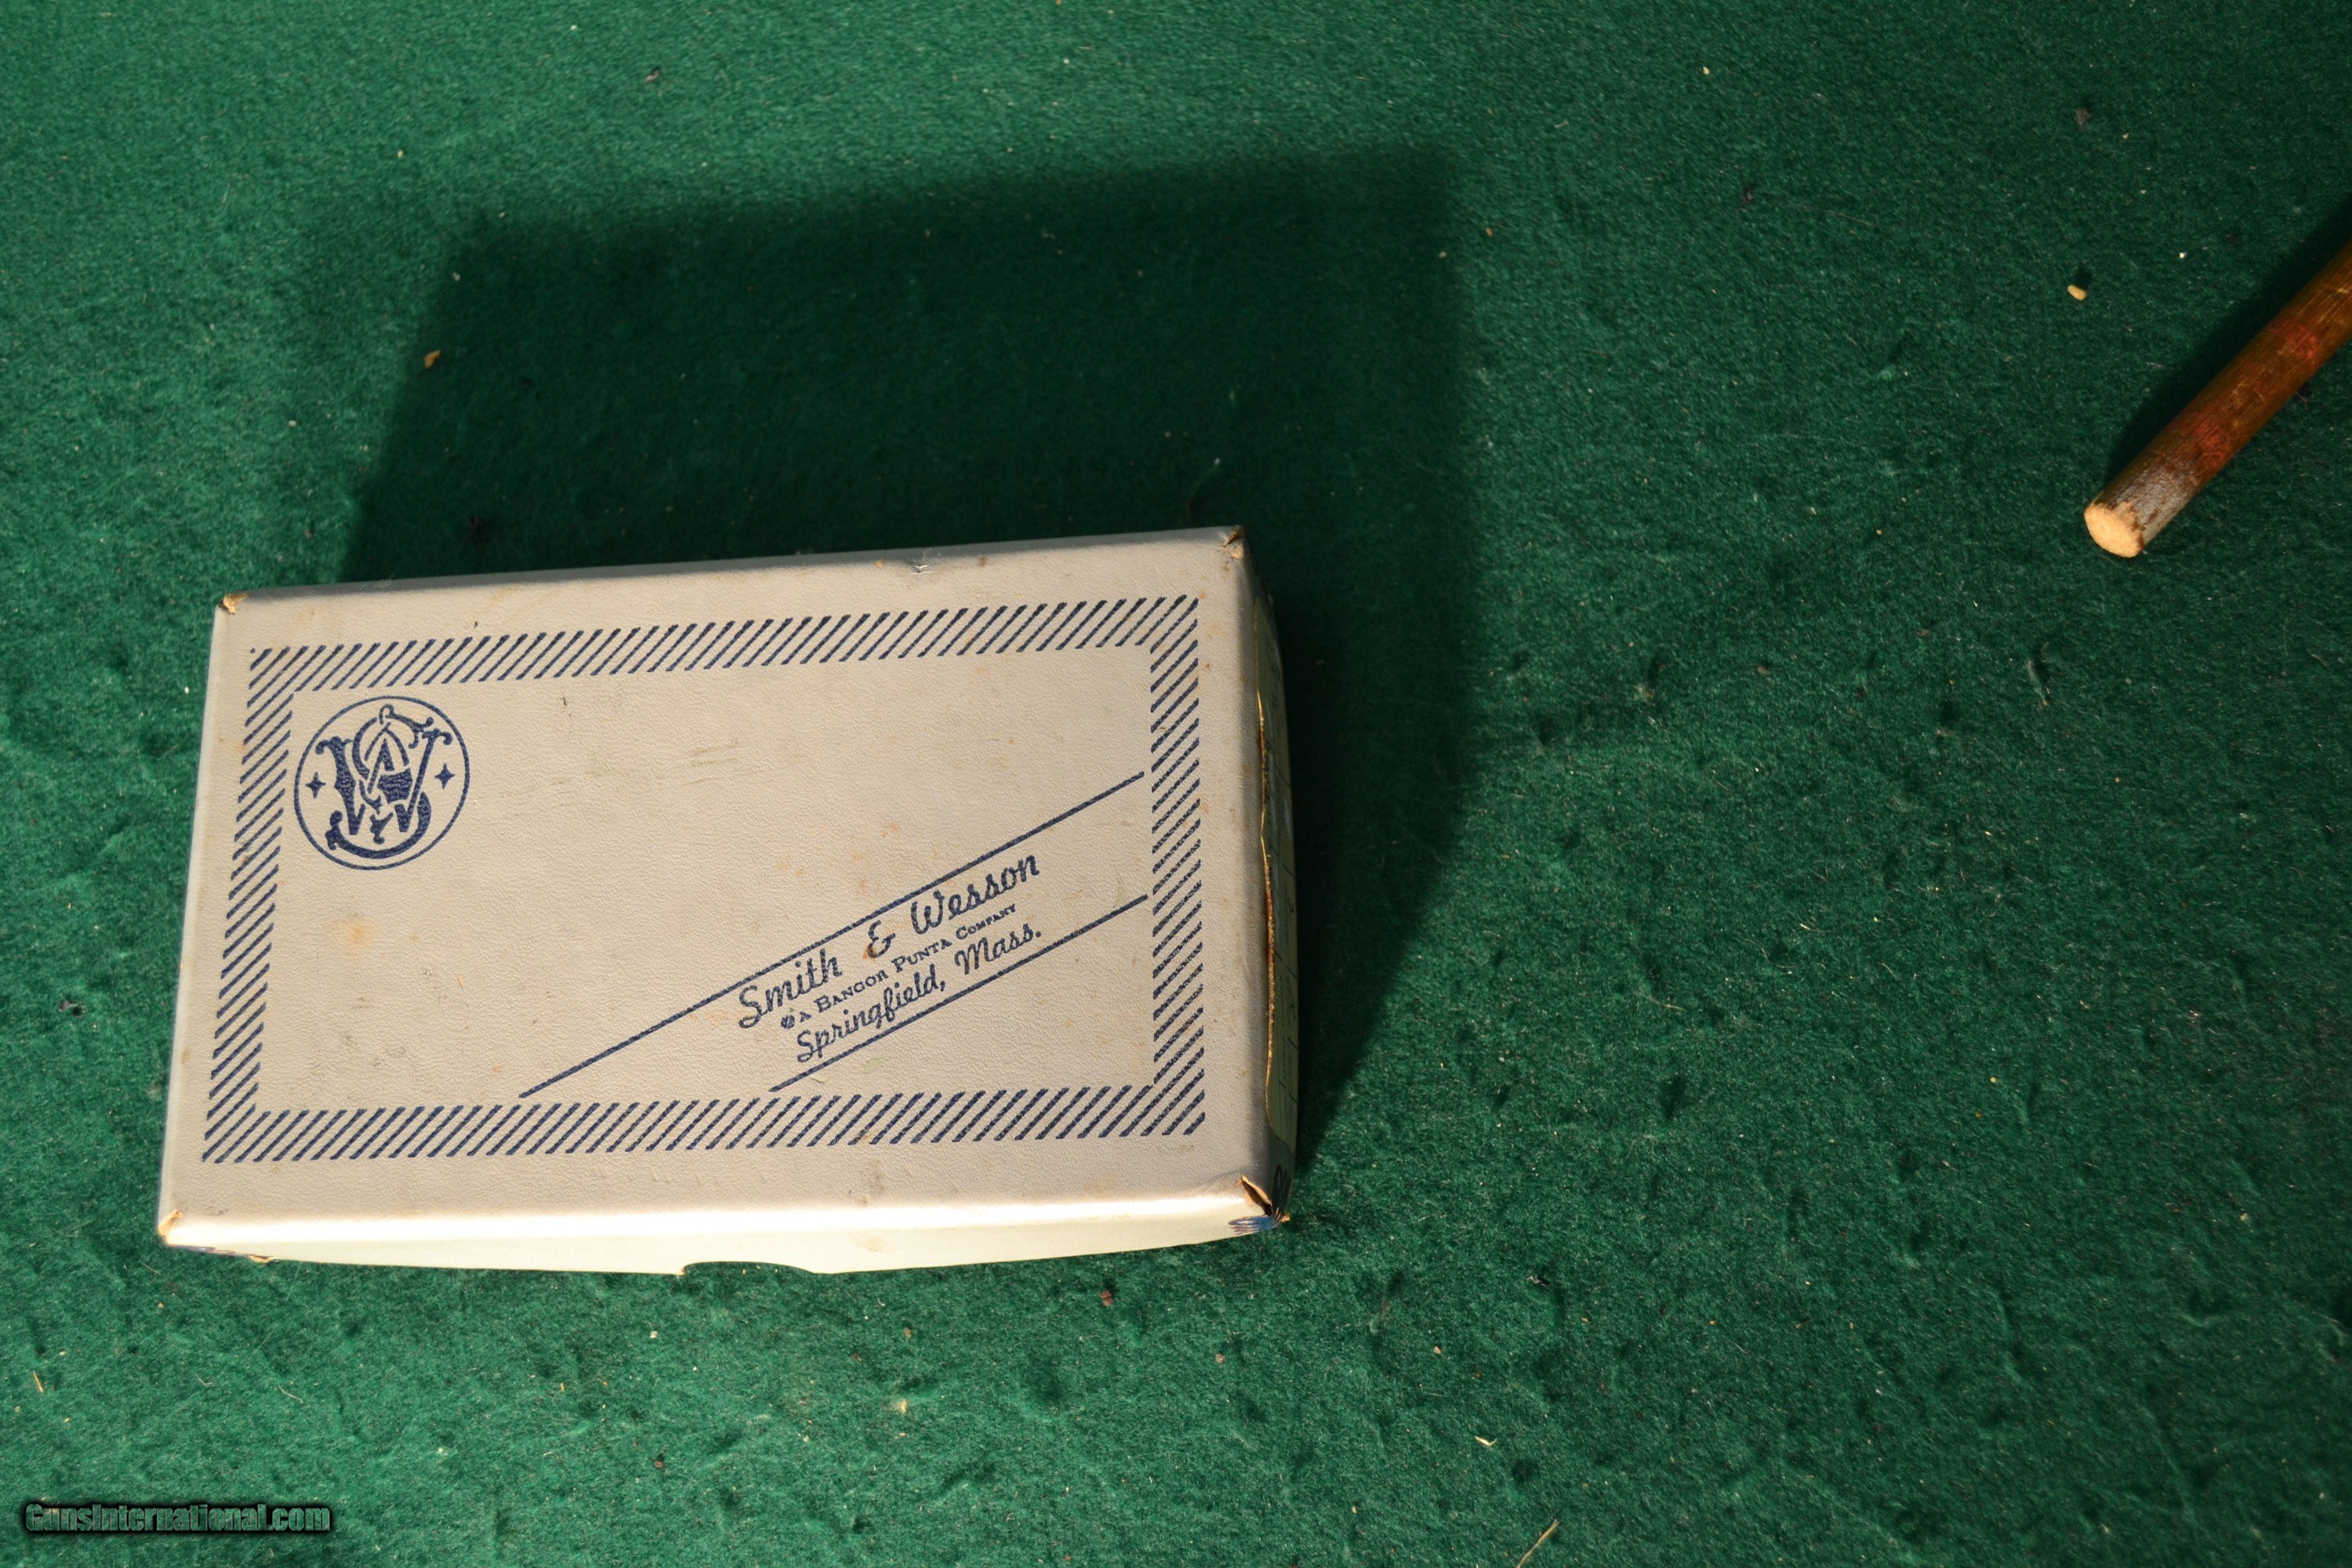 Smith & Wesson
A BANGOR PUNTA COMPANY
Springfield, Mass.
GunsInternational.com